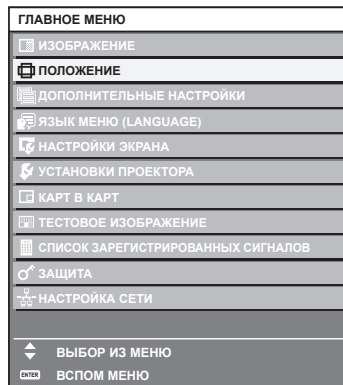 ГЛАВНОЕ МЕНЮ
ИЗОБРАЖЕНИЕ
ПОЛОЖЕНИЕ
ДОПОЛНИТЕЛЬНЫЕ НАСТРОЙКИ
ЯЗЫК МЕНЮ (LANGUAGE)
НАСТРОЙКИ ЭКРАНА
УСТАНОВКИ ПРОЕКТОРА
КАРТ В КАРТ
ТЕСТОВОЕ ИЗОБРАЖЕНИЕ
СПИСОК ЗАРЕГИСТРИРОВАННЫХ СИГНАЛОВ
ЗАЩИТА
НАСТРОЙКА СЕТИ
ВЫБОР ИЗ МЕНЮ
ENTER ВСПОМ МЕНЮ